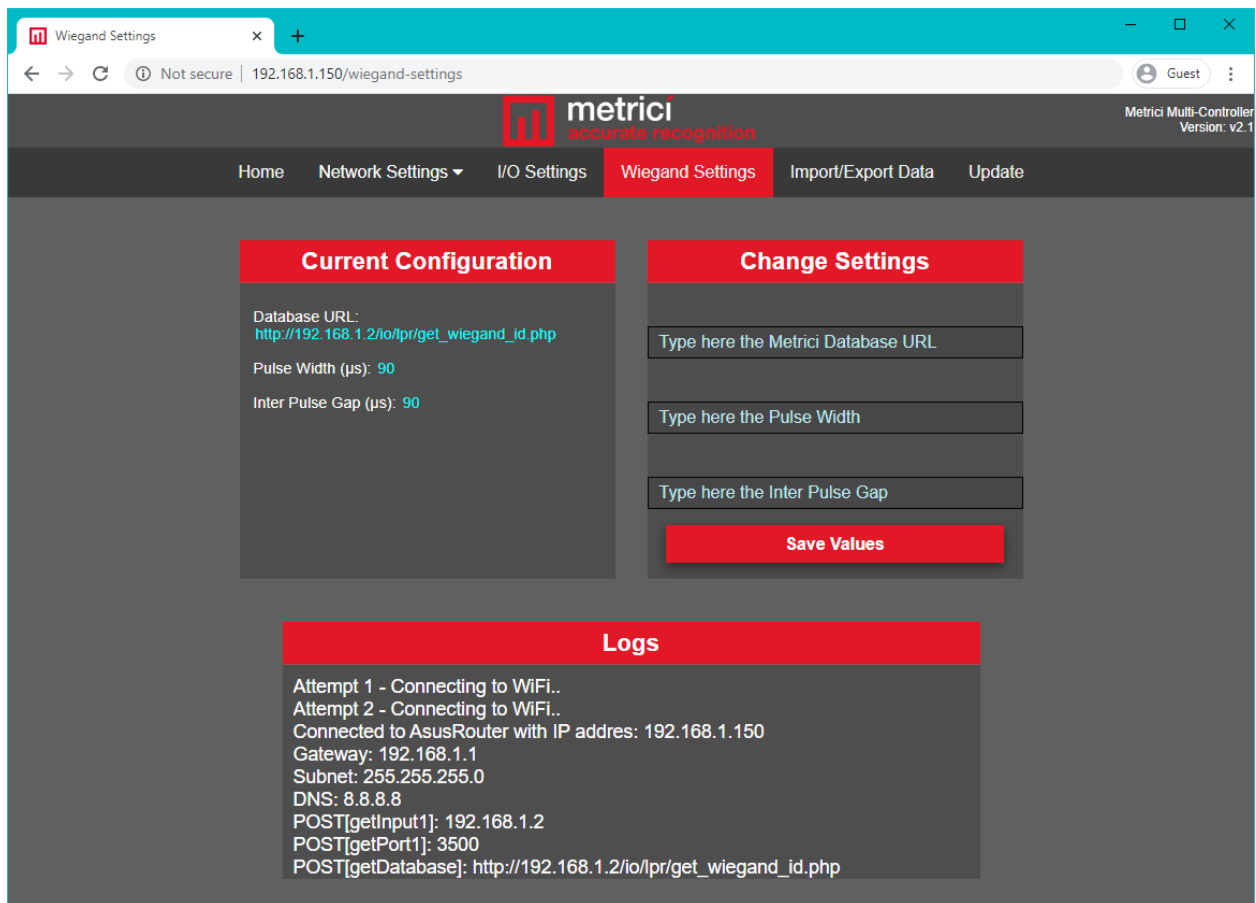 Wiegand Settings
Not secure | 192.168.1.150/wiegand-settings
Guest
metrici
accurate recognition
Metrici Multi-Controller
Version: v2.1
Home Network Settings I/O Settings Wiegand Settings Import/Export Data Update
Current Configuration
Database URL:
http://192.168.1.2/io/lpr/get_wiegand_id.php
Pulse Width (µs): 90
Inter Pulse Gap (µs): 90
Change Settings
Type here the Metrici Database URL
Type here the Pulse Width
Type here the Inter Pulse Gap
Save Values
Logs
Attempt 1 - Connecting to WiFi..
Attempt 2 - Connecting to WiFi..
Connected to AsusRouter with IP addres: 192.168.1.150
Gateway: 192.168.1.1
Subnet: 255.255.255.0
DNS: 8.8.8.8
POST[getInput1]: 192.168.1.2
POST[getPort1]: 3500
POST[getDatabase]: http://192.168.1.2/io/lpr/get_wiegand_id.php